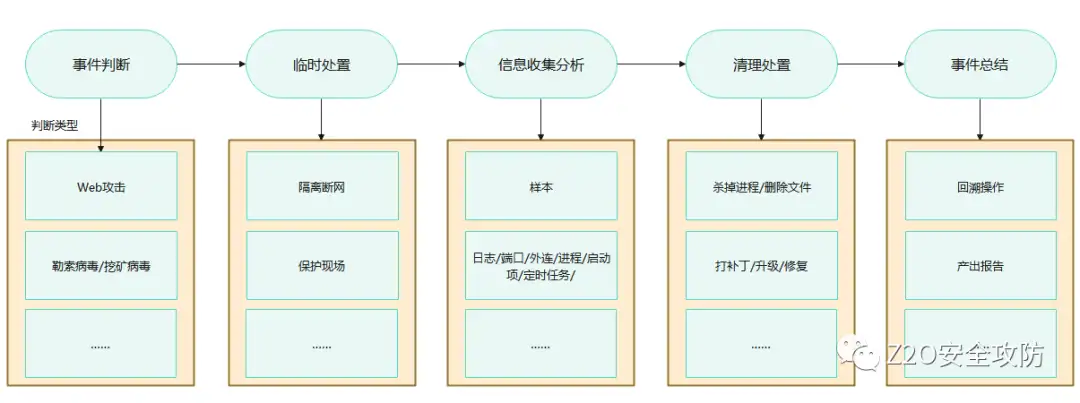 事件判断
临时处置
信息收集分析
清理处置
事件总结
判断类型
Web攻击
勒索病毒/挖矿病毒
......
隔离断网
保护现场
......
样本
日志/端口/外连/进程/启动
项/定时任务/
......
杀掉进程/删除文件
打补丁/升级/修复
......
回溯操作
产出报告
Z2O安全攻防